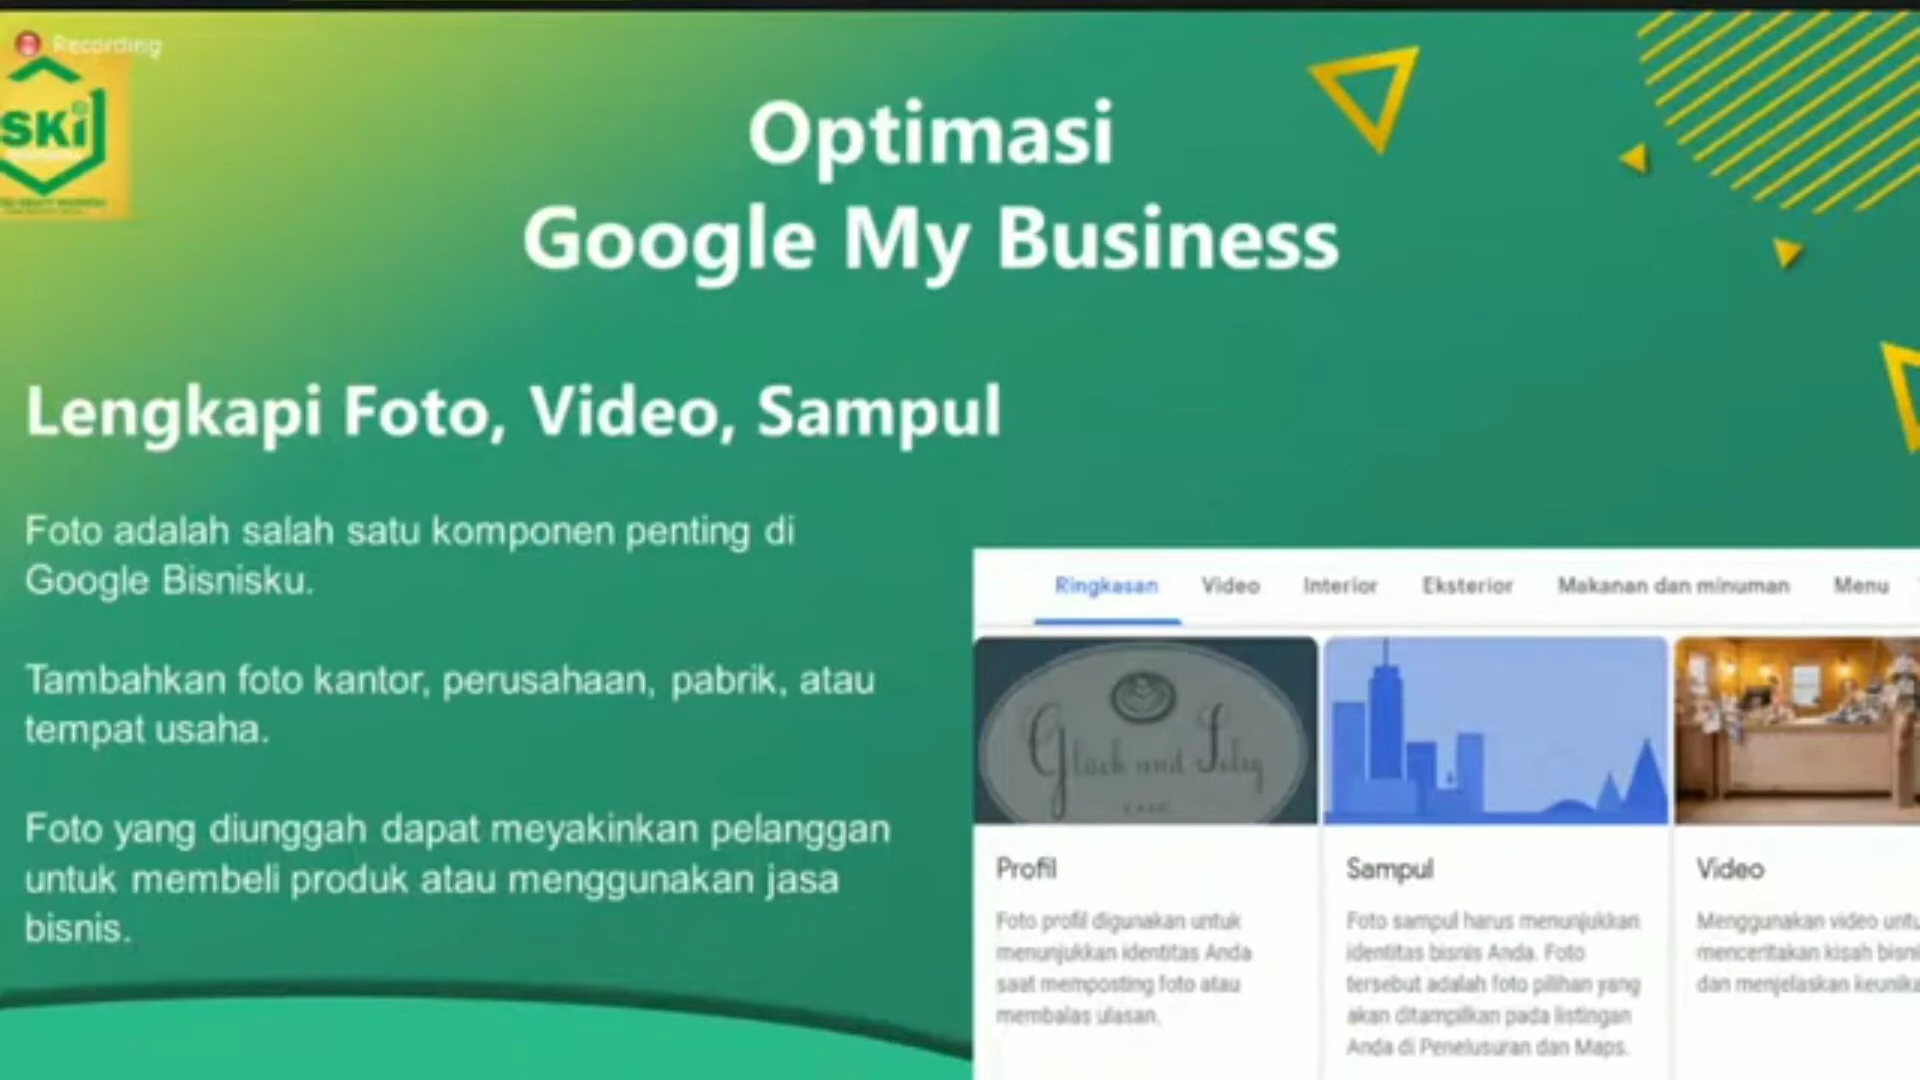 Recording
SKi
Optimasi
Google My Business
Lengkapi Foto, Video, Sampul
Foto adalah salah satu komponen penting di
Google Bisnisku.
Tambahkan foto kantor, perusahaan, pabrik, atau
tempat usaha.
Foto yang diunggah dapat meyakinkan pelanggan
untuk membeli produk atau menggunakan jasa
bisnis.
Ringkasan Video Interior Eksterior Makanan dan minuman Menu
Glück und Selig
Profil
Foto profil digunakan untuk
menunjukkan identitas Anda
saat memposting foto atau
membalas ulasan.
Sampul
Foto sampul harus menunjukkan
identitas bisnis Anda. Foto
tersebut adalah foto pilihan yang
akan ditampilkan pada listingan
Anda di Penelusuran dan Maps.
Video
Menggunakan video
menceritakan kisah
dan menjelaskan